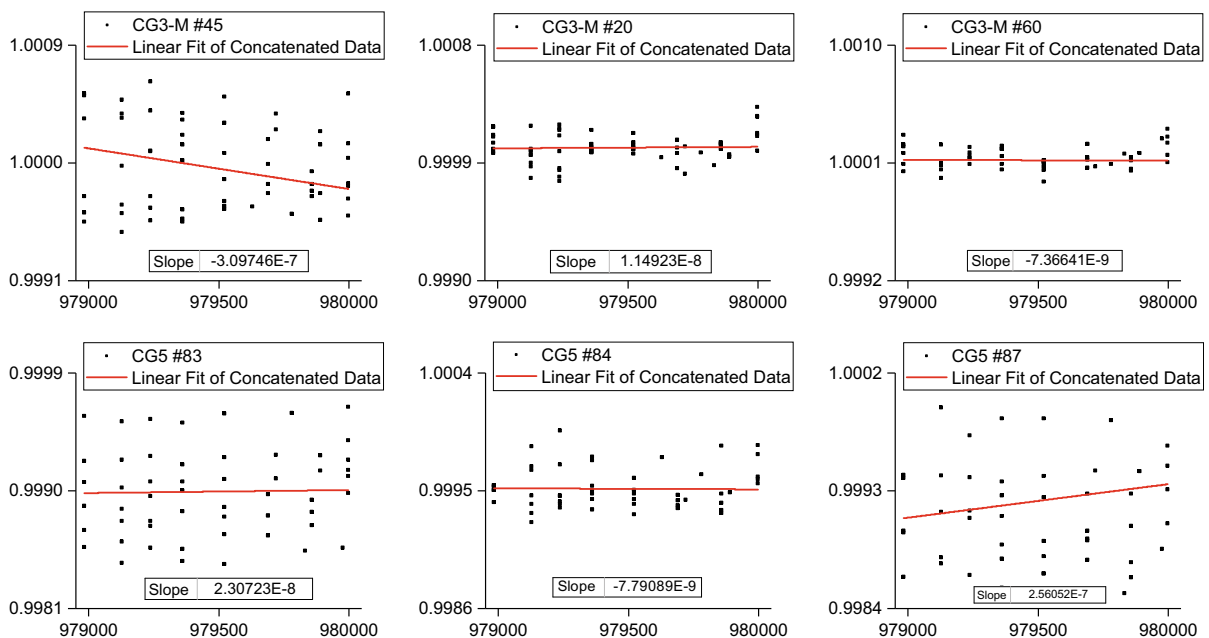 CG3-M #45
Linear Fit of Concatenated Data
1.0009
1.0000
0.9991
Slope -3.09746E-7
979000 979500 980000
CG3-M #20
Linear Fit of Concatenated Data
1.0008
0.9999
0.9990
Slope 1.14923E-8
979000 979500 980000
CG3-M #60
Linear Fit of Concatenated Data
1.0010
1.0001
0.9992
Slope -7.36641E-9
979000 979500 980000
CG5 #83
Linear Fit of Concatenated Data
0.9999
0.9990
0.9981
Slope 2.30723E-8
979000 979500 980000
CG5 #84
Linear Fit of Concatenated Data
1.0004
0.9995
0.9986
Slope -7.79089E-9
979000 979500 980000
CG5 #87
Linear Fit of Concatenated Data
1.0002
0.9993
0.9984
Slope 2.56052E-7
979000 979500 980000